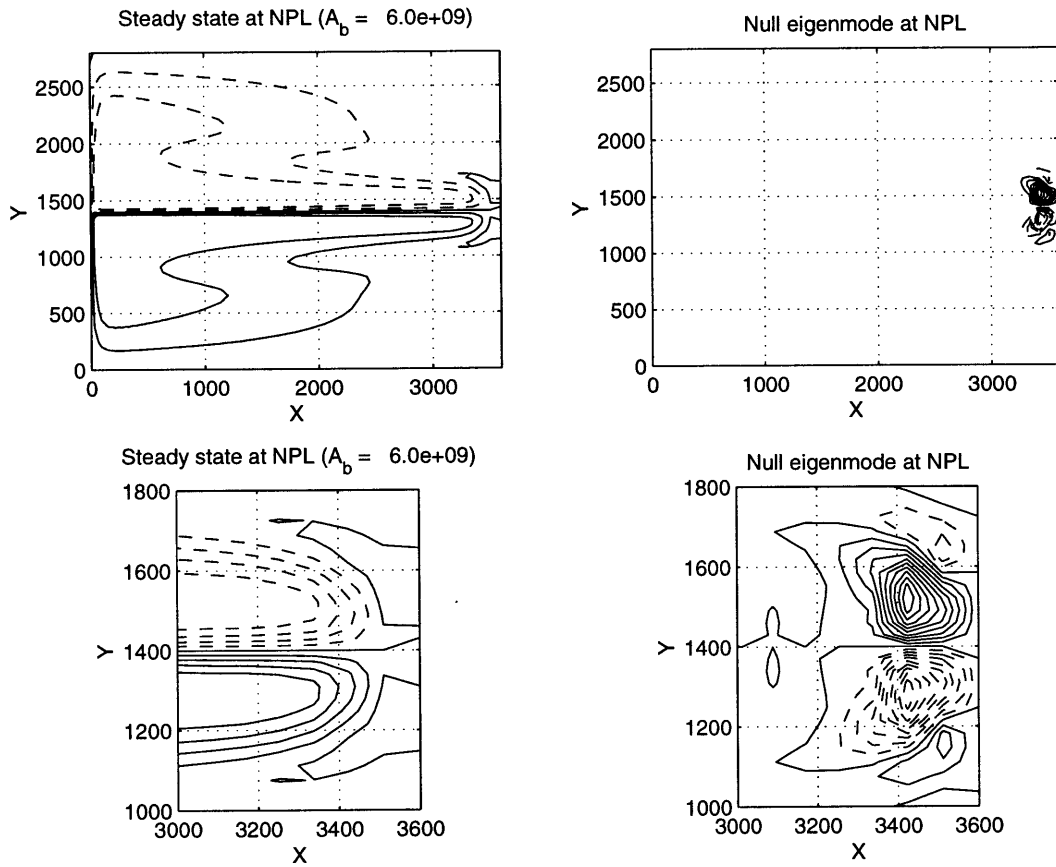 Steady state at NPL (A_b = 6.0e+09)
Y
2500
2000
1500
1000
500
0
0 1000 2000 3000
X
Null eigenmode at NPL
Y
2500
2000
1500
1000
500
0
0 1000 2000 3000
X
Steady state at NPL (A_b = 6.0e+09)
Y
1800
1600
1400
1200
1000
3000 3200 3400 3600
X
Null eigenmode at NPL
Y
1800
1600
1400
1200
1000
3000 3200 3400 3600
X